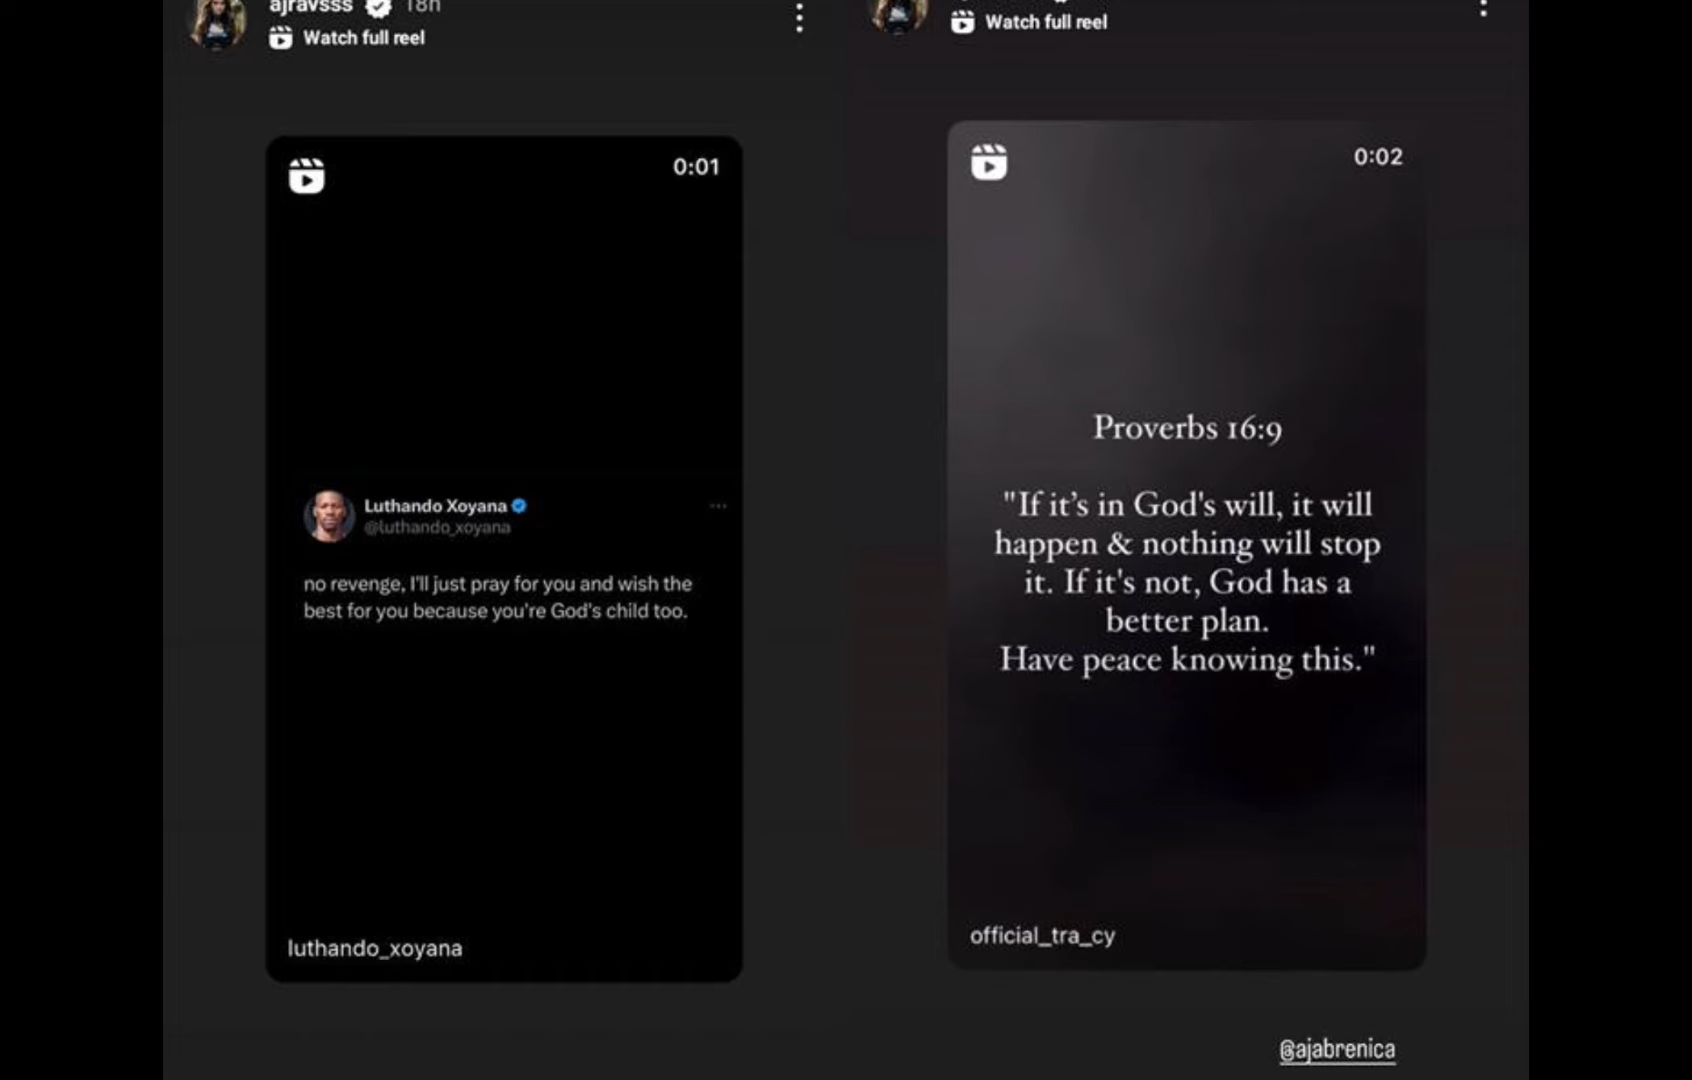 ajravsss 18h
Watch full reel
0:01
Luthando Xoyana
@luthando_xoyana
no revenge, I'll just pray for you and wish the
best for you because you're God's child too.
luthando_xoyana
Watch full reel
0:02
Proverbs 16:9
"If it's in God's will, it will
happen & nothing will stop
it. If it's not, God has a
better plan.
Have peace knowing this."
official_tra_cy
@ajabrenica